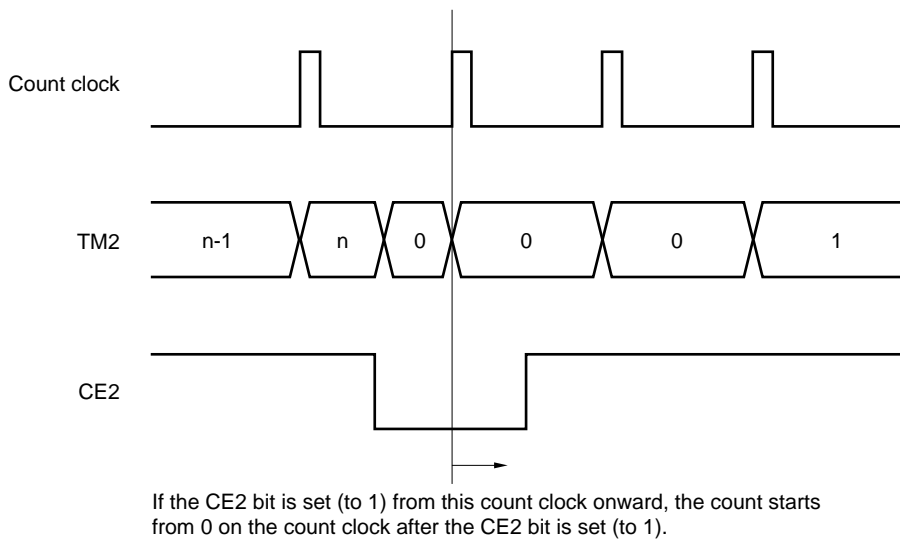 Count clock
TM2
n-1
n
0
0
0
1
CE2
If the CE2 bit is set (to 1) from this count clock onward, the count starts
from 0 on the count clock after the CE2 bit is set (to 1).